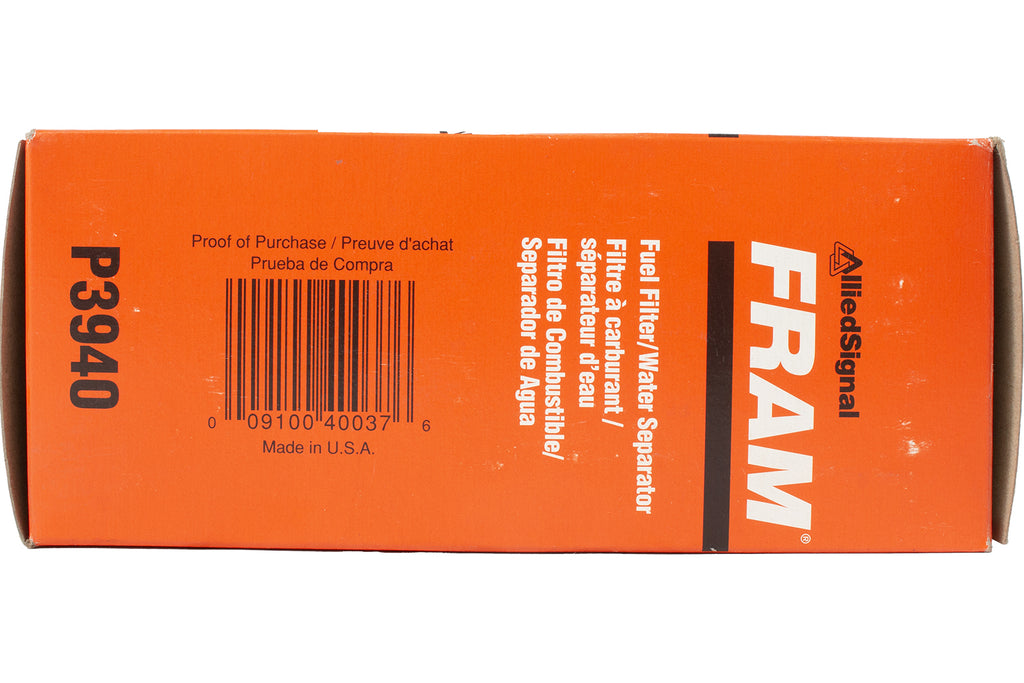 AlliedSignal
FRAM®
Fuel Filter/Water Separator
Filtre à carburant /
séparateur d'eau
Filtro de Combustible/
Separador de Agua
Proof of Purchase / Preuve d'achat
Prueba de Compra
0 09100 40037 6
Made in U.S.A.
P3940